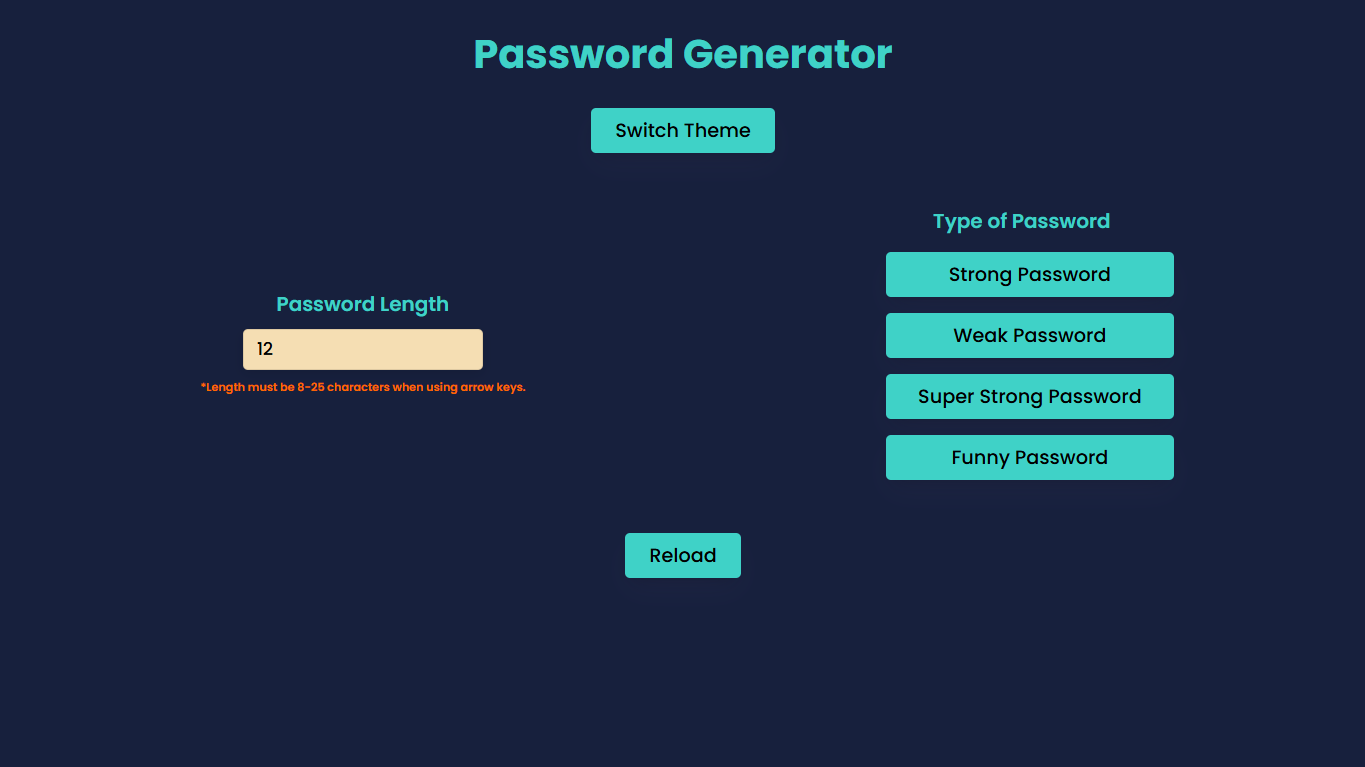 Password Generator
Switch Theme
Password Length
12
*Length must be 8-25 characters when using arrow keys.
Type of Password
Strong Password
Weak Password
Super Strong Password
Funny Password
Reload